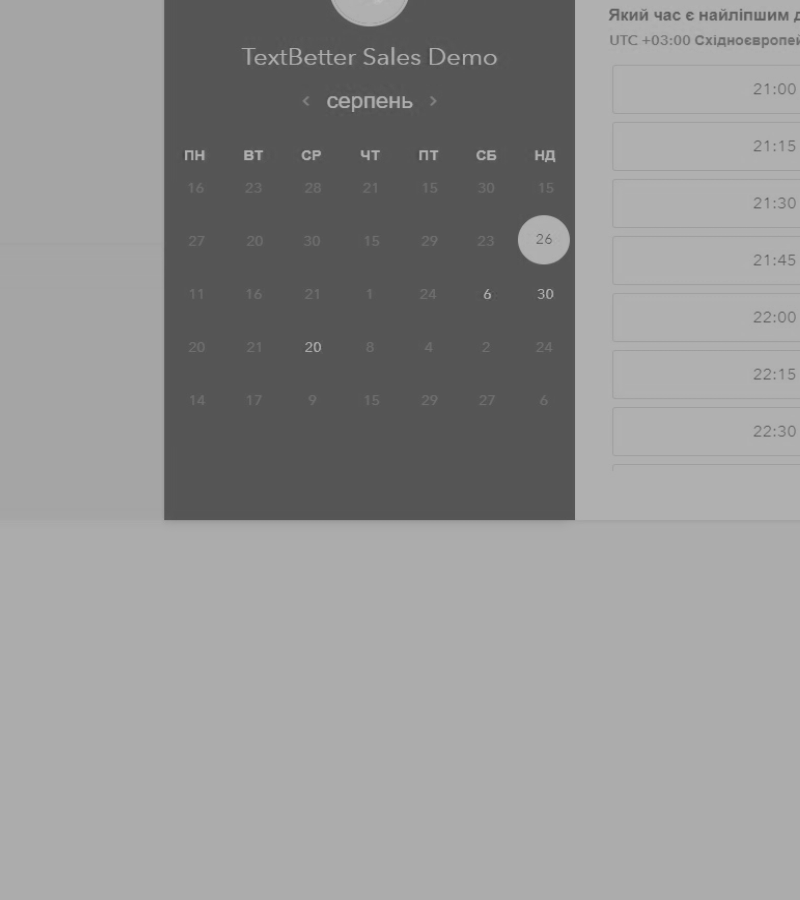 TextBetter Sales Demo
серпень
ПН ВТ СР ЧТ ПТ СБ НД
16 23 28 21 15 30 15
27 20 30 15 29 23 26
11 16 21 1 24 6 30
20 21 20 8 4 2 24
14 17 9 15 29 27 6
Який час є найліпшим
UTC +03:00 Східноєвропей
21:00
21:15
21:30
21:45
22:00
22:15
22:30